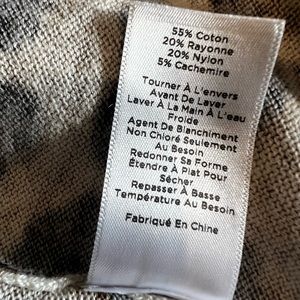 55% Coton
20% Rayonne
20% Nylon
5% Cachemire
Tourner À L'envers
Avant De Laver
Laver À La Main À L'eau
Froide
Agent De Blanchiment
Non Chloré Seulement
Au Besoin
Redonner Sa Forme
Étendre À Plat Pour
Sécher
Repasser À Basse
Température Au Besoin
Fabriqué En Chine